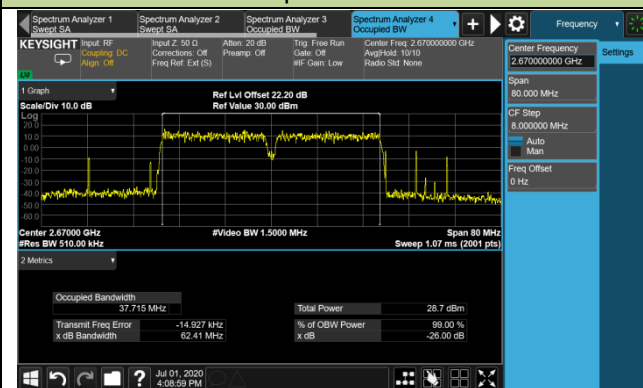 Spectrum Analyzer 1
Swept SA
Spectrum Analyzer 2
Swept SA
Spectrum Analyzer 3
Occupied BW
Spectrum Analyzer 4
Occupied BW
Frequency
KEYSIGHT
Input: RF
Coupling: DC
Align: Off
Input Z: 50 Ω
Corrections: Off
Freq Ref: Ext (S)
Atten: 20 dB
Preamp: Off
Trig: Free Run
Gate: Off
#IF Gain: Low
Center Freq: 2.670000000 GHz
Avg|Hold: 10/10
Radio Std: None
LXI
1 Graph
Scale/Div 10.0 dB
Ref Lvl Offset 22.20 dB
Ref Value 30.00 dBm
Log
20.0
10.0
0.00
-10.0
-20.0
-30.0
-40.0
-50.0
-60.0
Center 2.67000 GHz
#Res BW 510.00 kHz
#Video BW 1.5000 MHz
Span 80 MHz
Sweep 1.07 ms (2001 pts)
2 Metrics
Occupied Bandwidth
37.715 MHz
Transmit Freq Error -14.927 kHz
x dB Bandwidth 62.41 MHz
Total Power 28.7 dBm
% of OBW Power 99.00 %
x dB -26.00 dB
Center Frequency
2.670000000 GHz
Span
80.000 MHz
CF Step
8.000000 MHz
Auto
Man
Freq Offset
0 Hz
Settings
?
Jul 01, 2020
4:08:59 PM